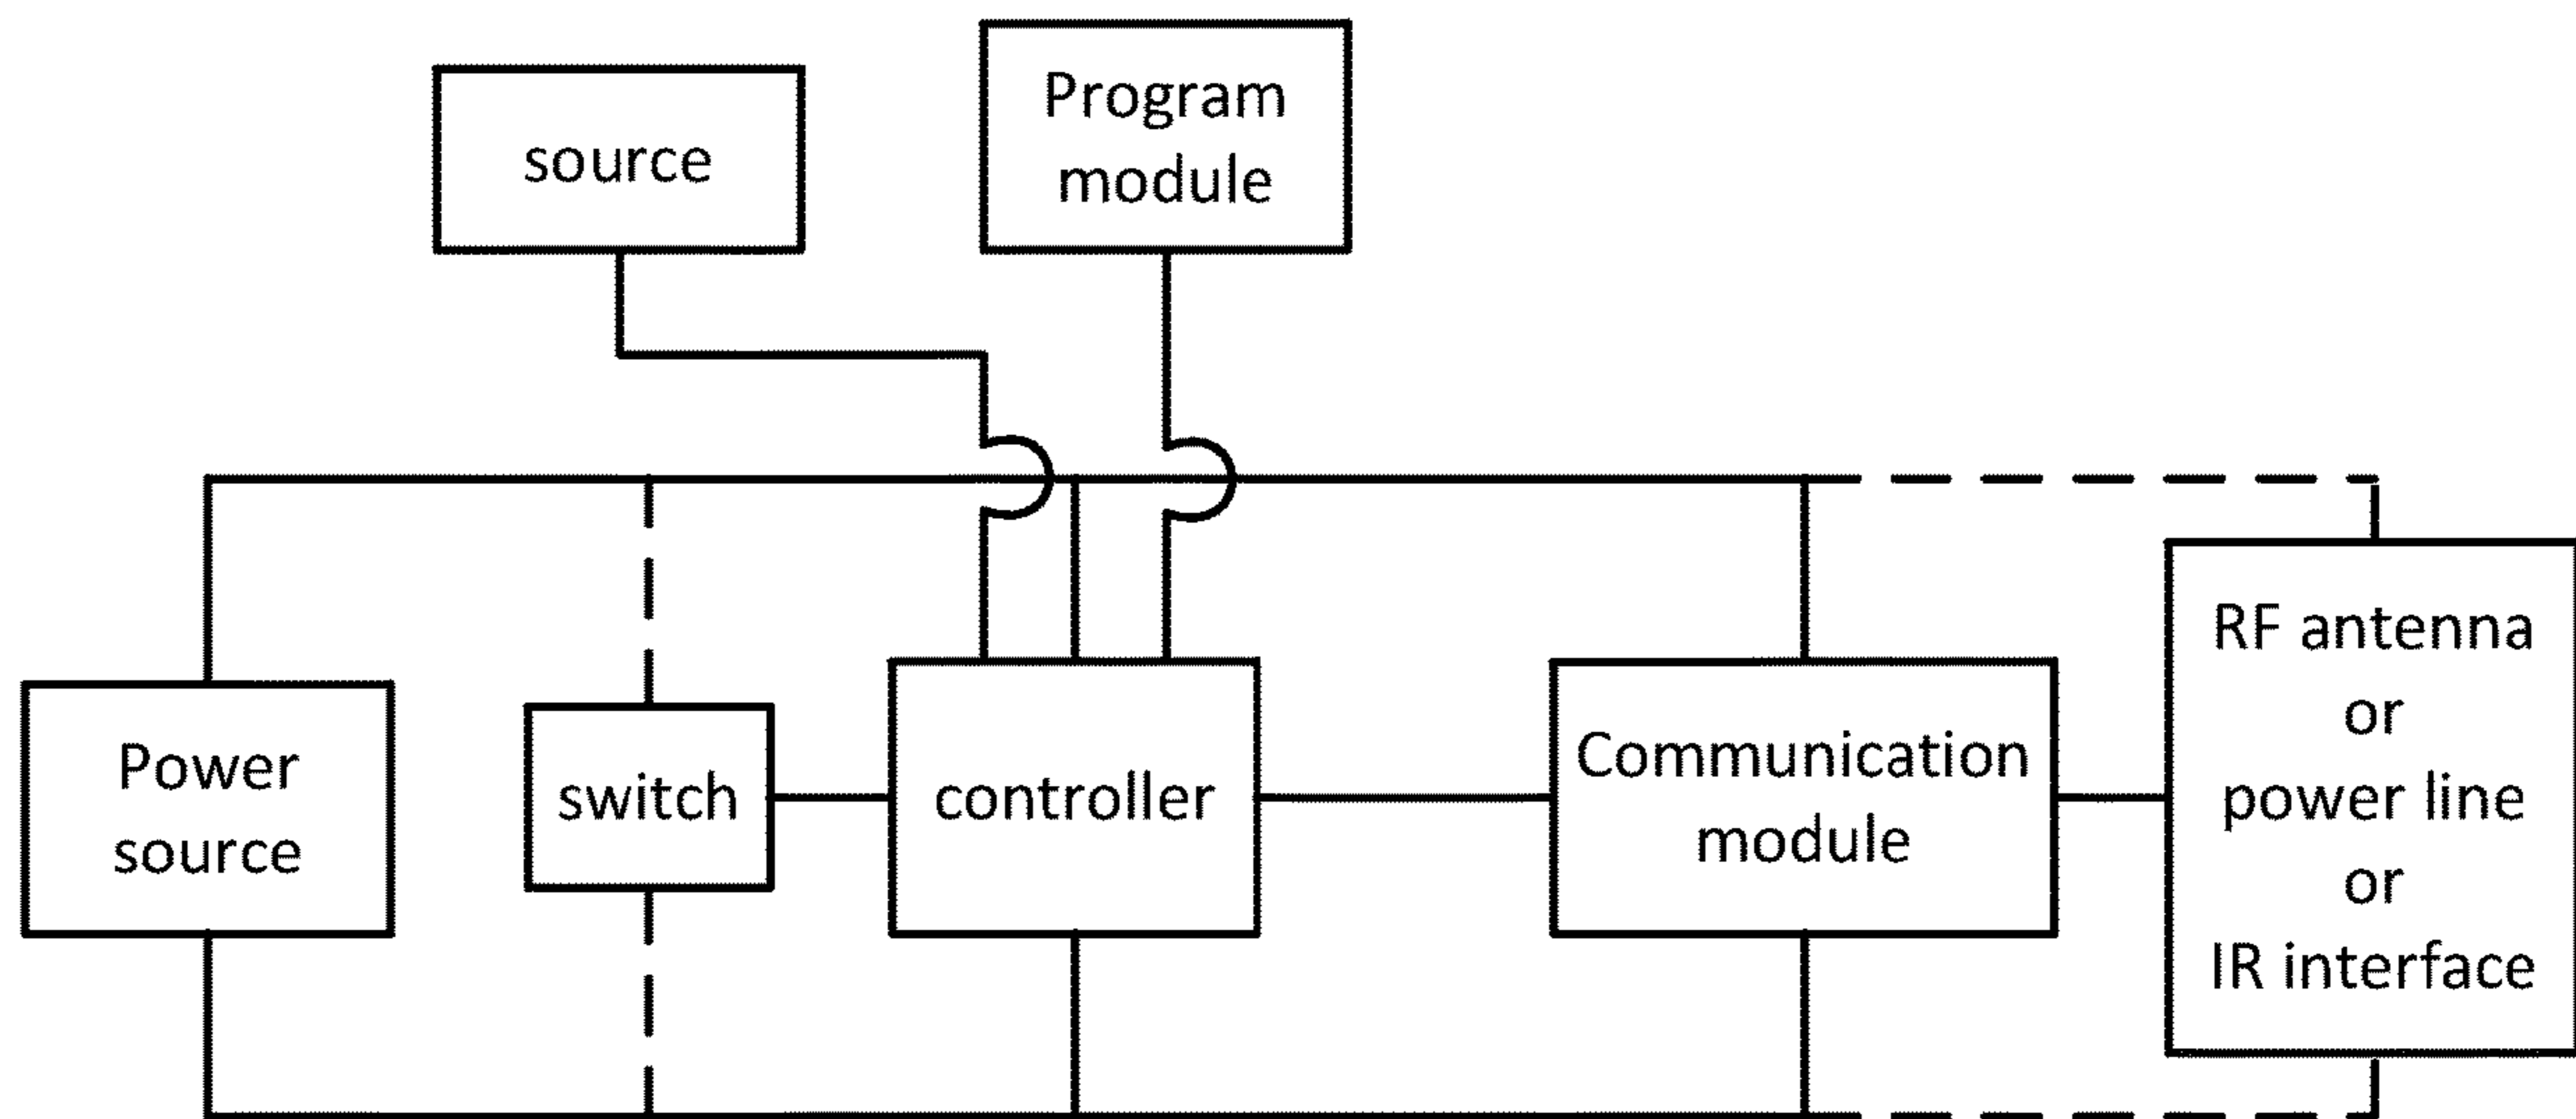 source
Program
module
Power
source
switch
controller
Communication
module
RF antenna
or
power line
or
IR interface